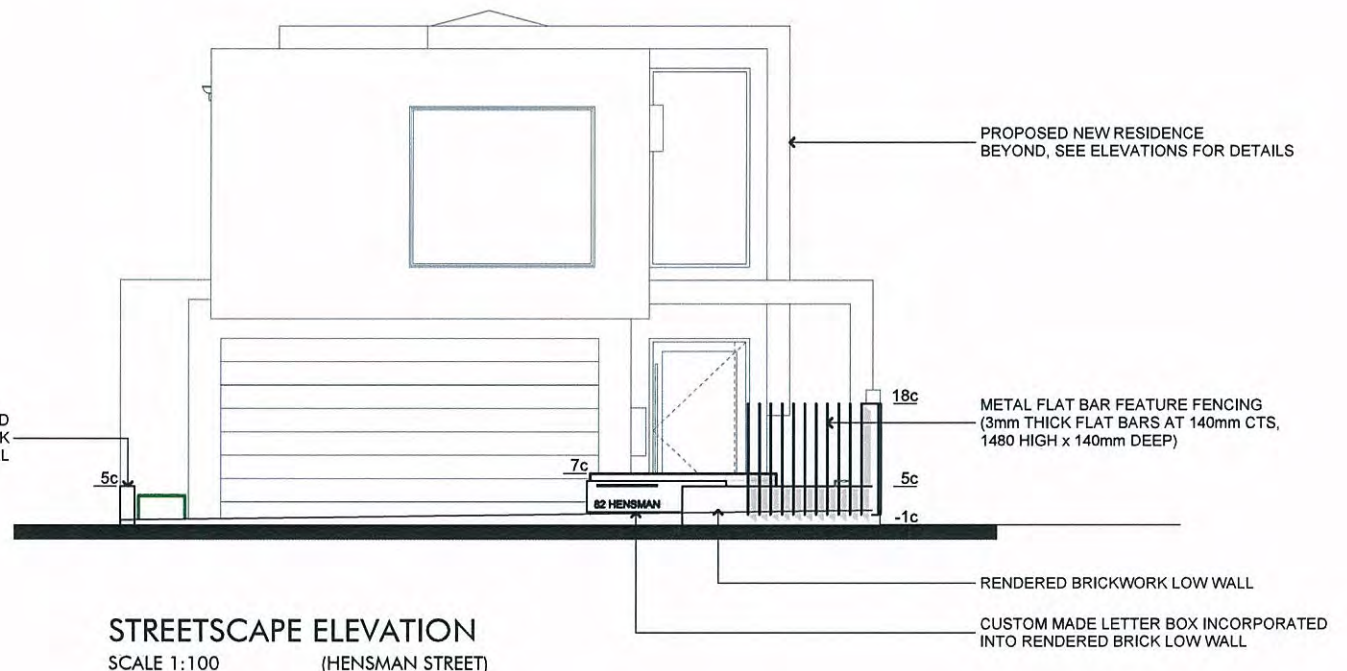 PROPOSED NEW RESIDENCE
BEYOND, SEE ELEVATIONS FOR DETAILS
18c
METAL FLAT BAR FEATURE FENCING
(3mm THICK FLAT BARS AT 140mm CTS,
1480 HIGH x 140mm DEEP)
D
K
L
5c
7c
5c
82 HENSMAN
-1c
RENDERED BRICKWORK LOW WALL
CUSTOM MADE LETTER BOX INCORPORATED
INTO RENDERED BRICK LOW WALL
STREETSCAPE ELEVATION
SCALE 1:100 (HENSMAN STREET)